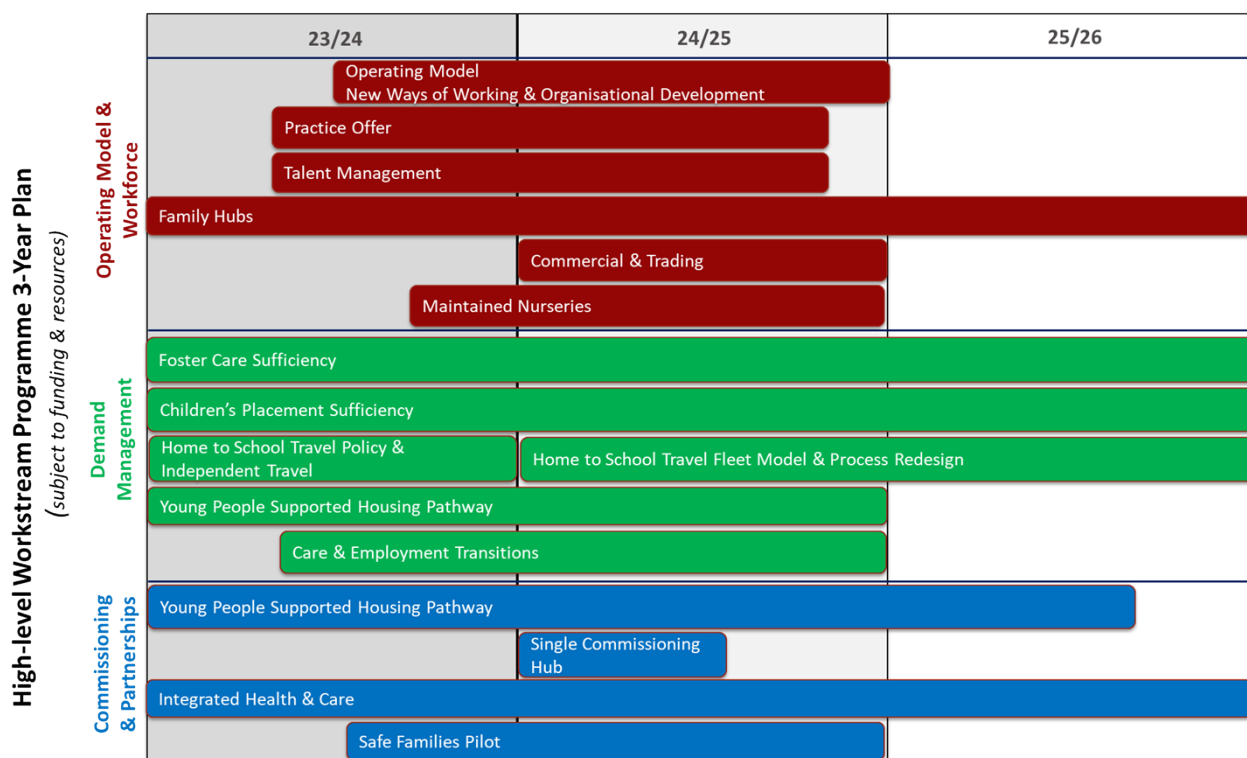 High-level Workstream Programme 3-Year Plan
(subject to funding & resources)
23/24
24/25
25/26
Operating Model &
Workforce
Operating Model
New Ways of Working & Organisational Development
Practice Offer
Talent Management
Family Hubs
Commercial & Trading
Maintained Nurseries
Demand
Management
Foster Care Sufficiency
Children's Placement Sufficiency
Home to School Travel Policy &
Independent Travel
Home to School Travel Fleet Model & Process Redesign
Young People Supported Housing Pathway
Care & Employment Transitions
Commissioning
& Partnerships
Young People Supported Housing Pathway
Single Commissioning
Hub
Integrated Health & Care
Safe Families Pilot